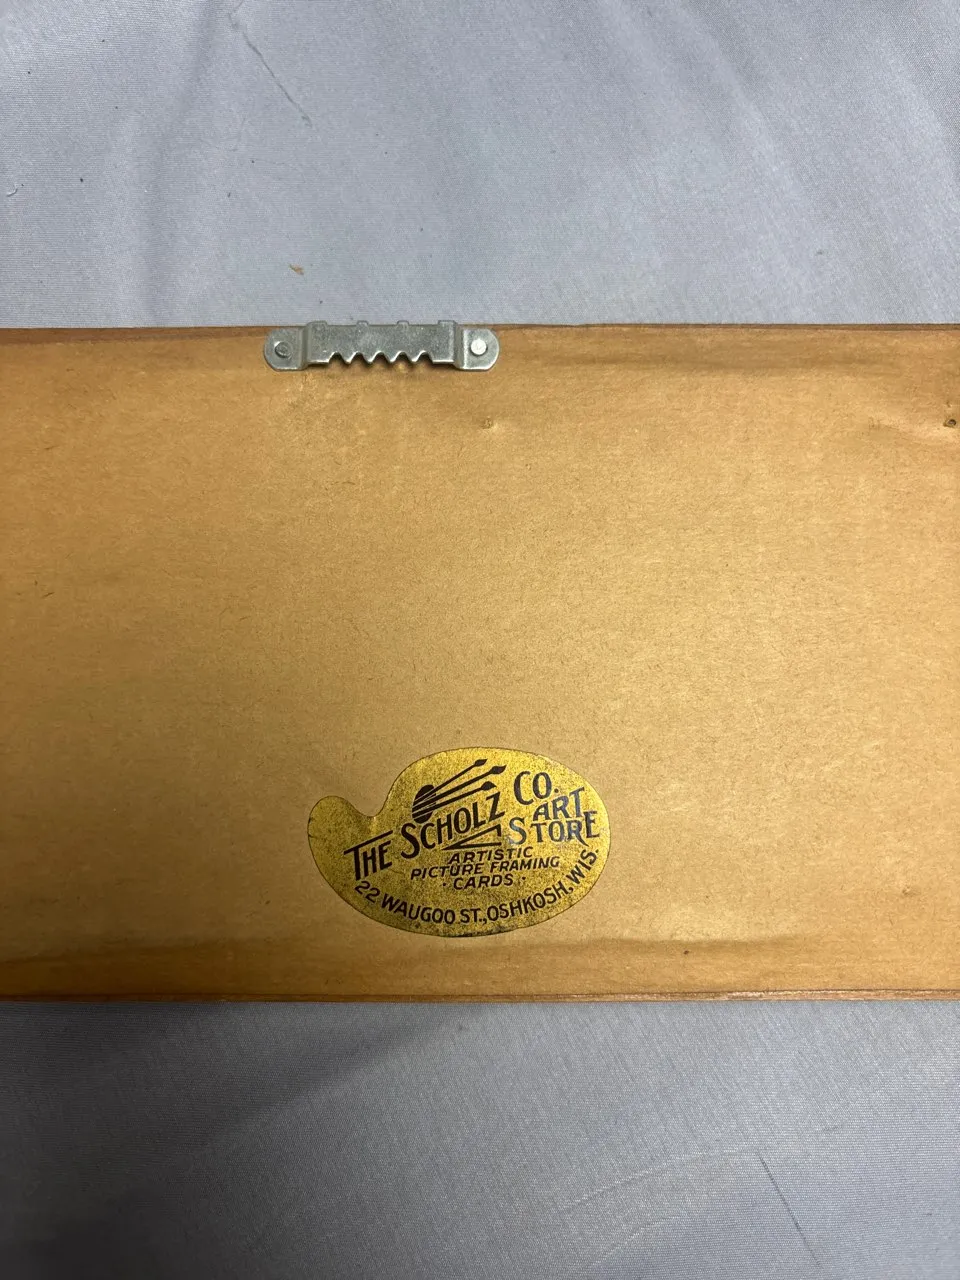 THE SCHOLZ CO.
ART
STORE
ARTISTIC
PICTURE FRAMING
· CARDS ·
22 WAUGOO ST., OSHKOSH, WIS.